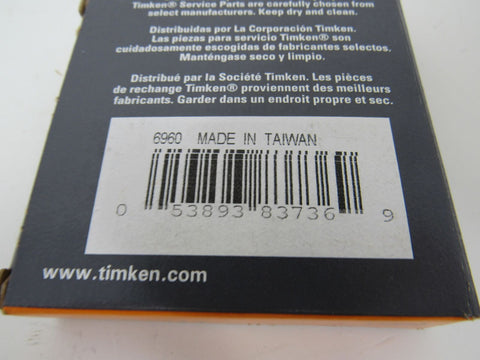 Timken® Service Parts are carefully chosen from
select manufacturers. Keep dry and clean.
Distribuidas por La Corporación Timken.
Las piezas para servicio Timken® son
cuidadosamente escogidas de fabricantes selectos.
Manténgase soco y limpio.
Distribué par la Société Timken. Les pièces
de rechange Timken® proviennent des meilleurs
fabricants. Garder dans un endroit propre et sec.
6960 MADE IN TAIWAN
0 53893 83736 9
www.timken.com